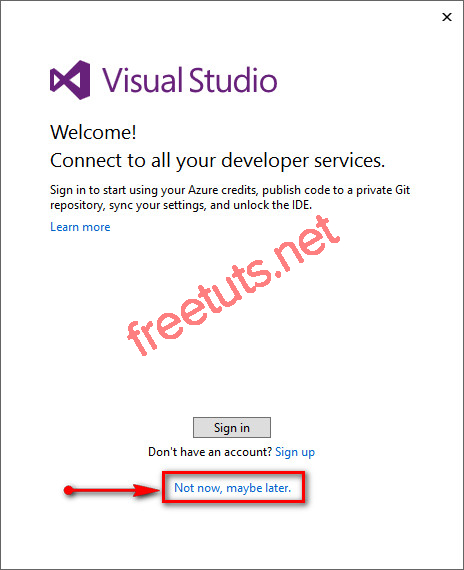 Visual Studio
Welcome!
Connect to all your developer services.
Sign in to start using your Azure credits, publish code to a private Git
repository, sync your settings, and unlock the IDE.
Learn more
freetuts.net
Sign in
Don't have an account? Sign up
Not now, maybe later.